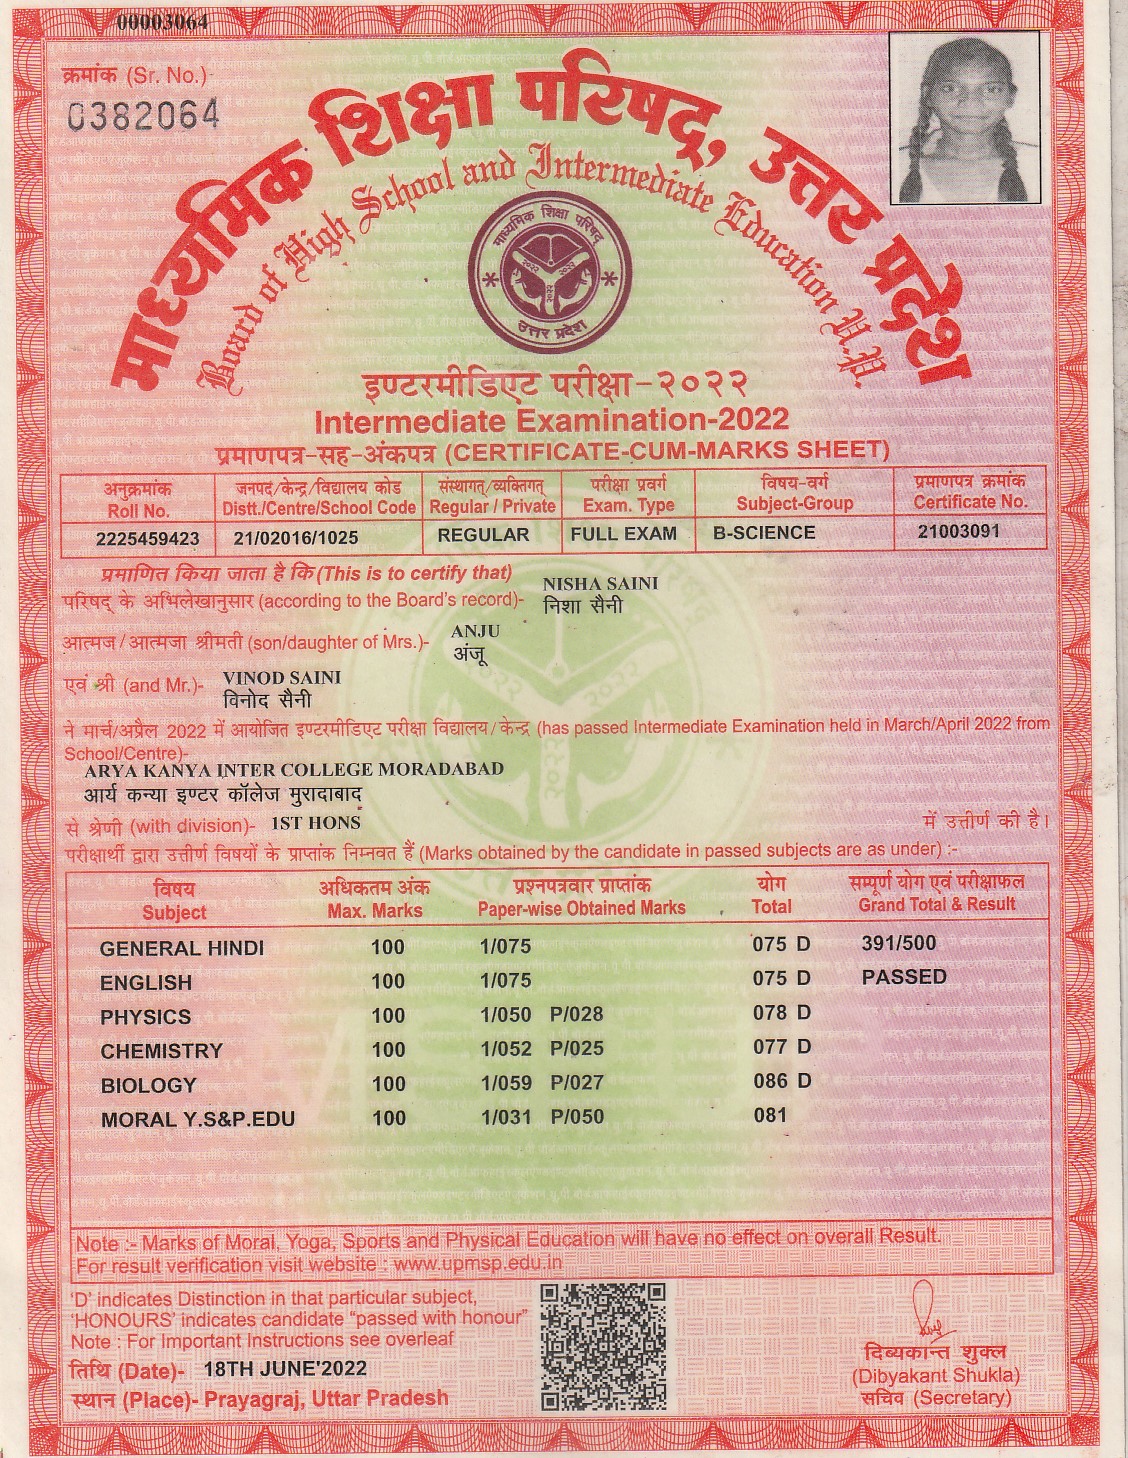 00003064
क्रमांक (Sr. No.)
0382064
माध्यमिक शिक्षा परिषद्, उत्तर प्रदेश
Board of High School and Intermediate Education U.P.
माध्यमिक शिक्षा परिषद्
उत्तर प्रदेश
इण्टरमीडिएट परीक्षा-२०२२
Intermediate Examination-2022
प्रमाणपत्र-सह-अंकपत्र (CERTIFICATE-CUM-MARKS SHEET)
अनुक्रमांक जनपद/केन्द्र/विद्यालय कोड संस्थागत्/व्यक्तिगत् परीक्षा प्रवर्ग विषय-वर्ग प्रमाणपत्र क्रमांक
Roll No. Distt./Centre/School Code Regular / Private Exam. Type Subject-Group Certificate No.
2225459423 21/02016/1025 REGULAR FULL EXAM B-SCIENCE 21003091
प्रमाणित किया जाता है कि (This is to certify that) NISHA SAINI
परिषद् के अभिलेखानुसार (according to the Board's record)- निशा सैनी
आत्मज/आत्मजा श्रीमती (son/daughter of Mrs.)- ANJU
अंजू
एवं श्री (and Mr.)- VINOD SAINI
विनोद सैनी
ने मार्च/अप्रैल 2022 में आयोजित इण्टरमीडिएट परीक्षा विद्यालय/केन्द्र (has passed Intermediate Examination held in March/April 2022 from
School/Centre)-
ARYA KANYA INTER COLLEGE MORADABAD
आर्य कन्या इण्टर कॉलेज मुरादाबाद
से श्रेणी (with division)- 1ST HONS में उत्तीर्ण की है।
परीक्षार्थी द्वारा उत्तीर्ण विषयों के प्राप्तांक निम्नवत हैं (Marks obtained by the candidate in passed subjects are as under) :-
विषय अधिकतम अंक प्रश्नपत्रवार प्राप्तांक योग सम्पूर्ण योग एवं परीक्षाफल
Subject Max. Marks Paper-wise Obtained Marks Total Grand Total & Result
GENERAL HINDI 100 1/075 075 D 391/500
ENGLISH 100 1/075 075 D PASSED
PHYSICS 100 1/050 P/028 078 D
CHEMISTRY 100 1/052 P/025 077 D
BIOLOGY 100 1/059 P/027 086 D
MORAL Y.S&P.EDU 100 1/031 P/050 081
Note :- Marks of Moral, Yoga, Sports and Physical Education will have no effect on overall Result.
For result verification visit website : www.upmsp.edu.in
'D' indicates Distinction in that particular subject,
'HONOURS' indicates candidate "passed with honour"
Note : For Important Instructions see overleaf
तिथि (Date)- 18TH JUNE'2022
स्थान (Place)- Prayagraj, Uttar Pradesh
दिब्यकान्त शुक्ल
(Dibyakant Shukla)
सचिव (Secretary)